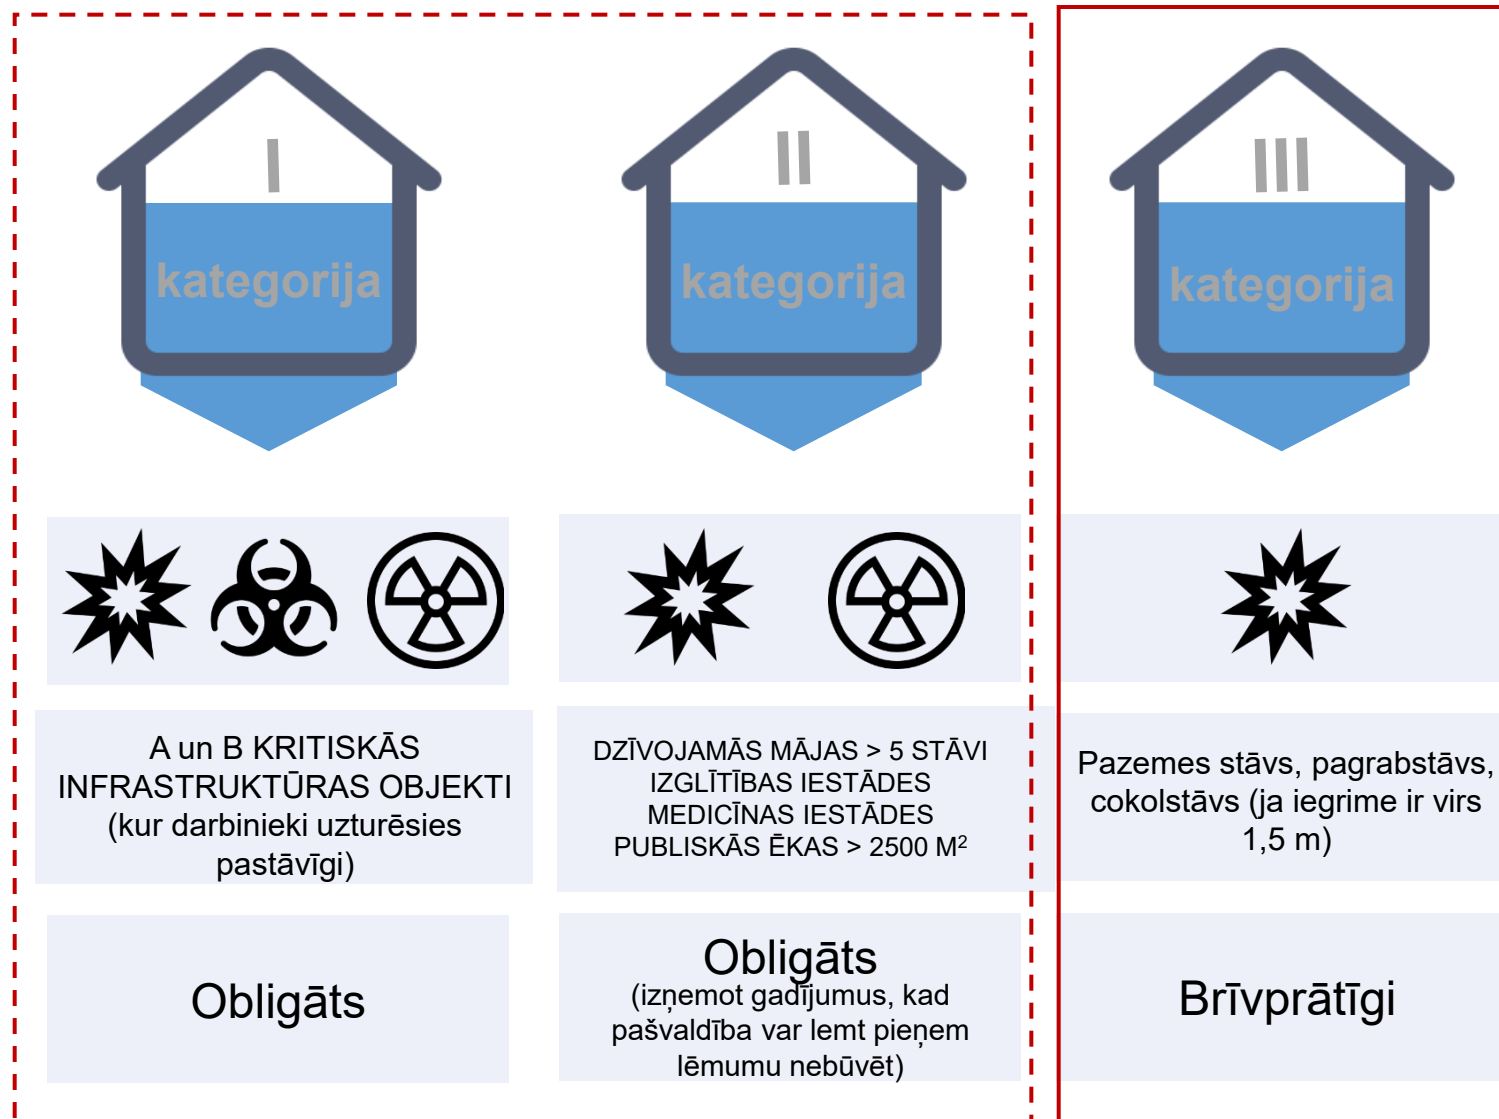 I
kategorija
II
kategorija
III
kategorija
A un B KRITISKĀS
INFRASTRUKTŪRAS OBJEKTI
(kur darbinieki uzturēsies
pastāvīgi)
DZĪVOJAMĀS MĀJAS > 5 STĀVI
IZGLĪTĪBAS IESTĀDES
MEDICĪNAS IESTĀDES
PUBLISKĀS ĒKAS > 2500 M²
Pazemes stāvs, pagrabstāvs,
cokolstāvs (ja iegrime ir virs
1,5 m)
Obligāts
Obligāts
(izņemot gadījumus, kad
pašvaldība var lemt pieņem
lēmumu nebūvēt)
Brīvprātīgi